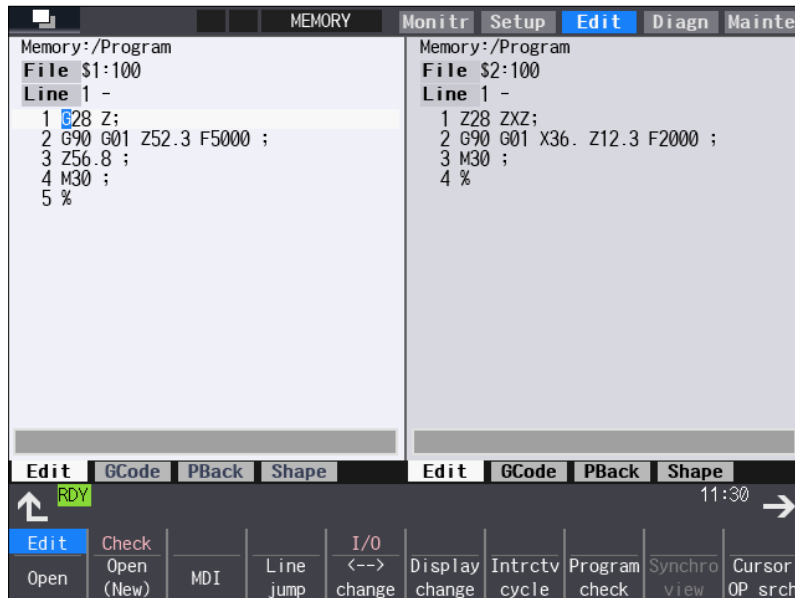 MEMORY Monitr Setup Edit Diagn Mainte
Memory:/Program
File $1:100
Line 1 -
1 G28 Z;
2 G90 G01 Z52.3 F5000 ;
3 Z56.8 ;
4 M30 ;
5 %
Memory:/Program
File $2:100
Line 1 -
1 Z28 ZXZ;
2 G90 G01 X36. Z12.3 F2000 ;
3 M30 ;
4 %
Edit GCode PBack Shape
Edit GCode PBack Shape
RDY 11:30
Edit Check I/O
Open
Open (New)
MDI
Line jump
<--> change
Display change
Intrctv cycle
Program check
Synchro view
Cursor OP srch